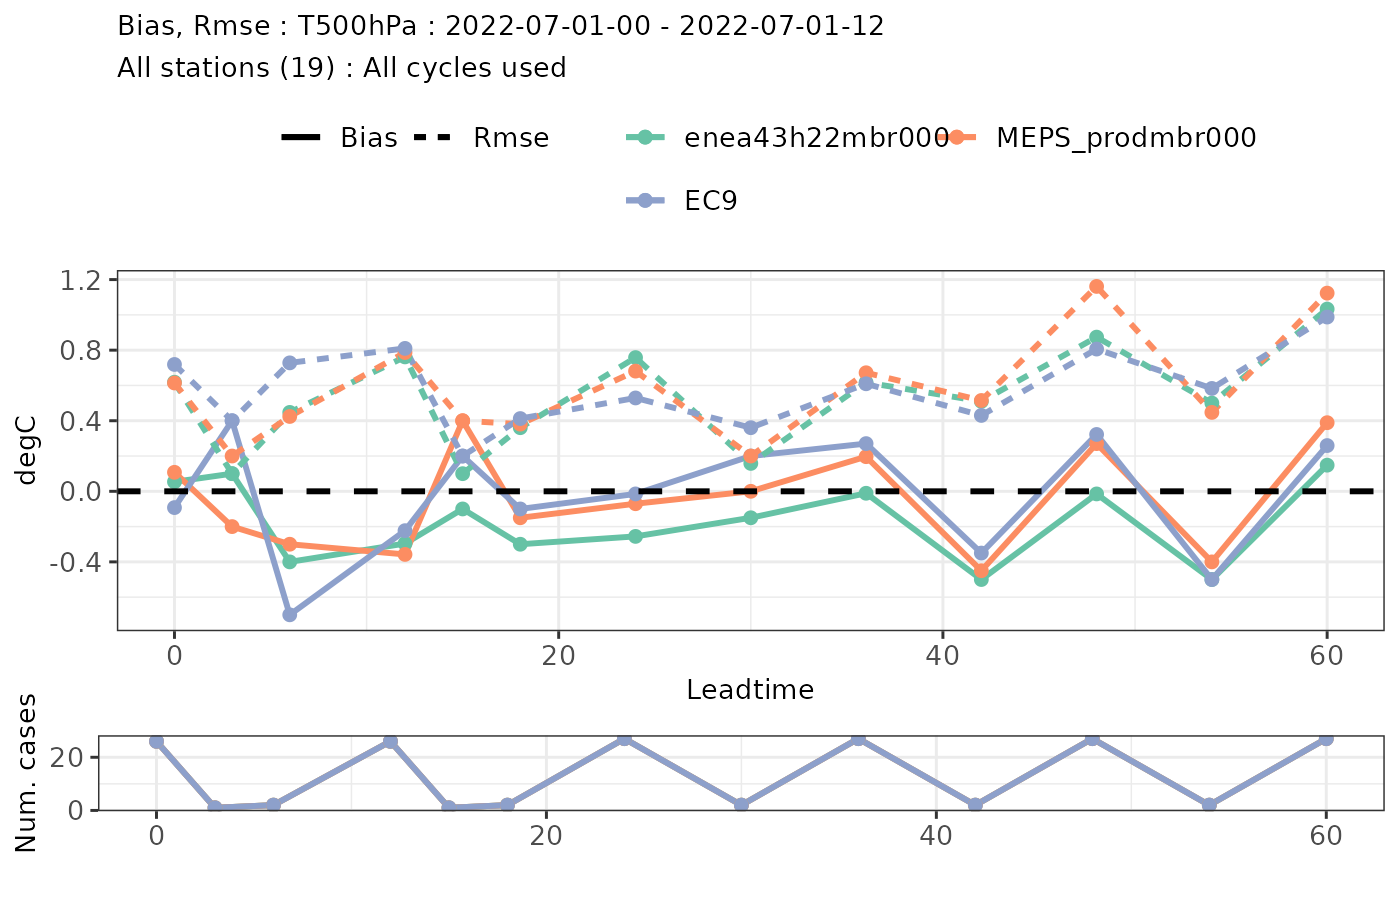 Bias, Rmse : T500hPa : 2022-07-01-00 - 2022-07-01-12
All stations (19) : All cycles used
Bias Rmse enea43h22mbr000 MEPS_prodmbr000
EC9
degC
1.2
0.8
0.4
0.0
-0.4
0 20 40 60
Leadtime
Num. cases
20
0
0 20 40 60